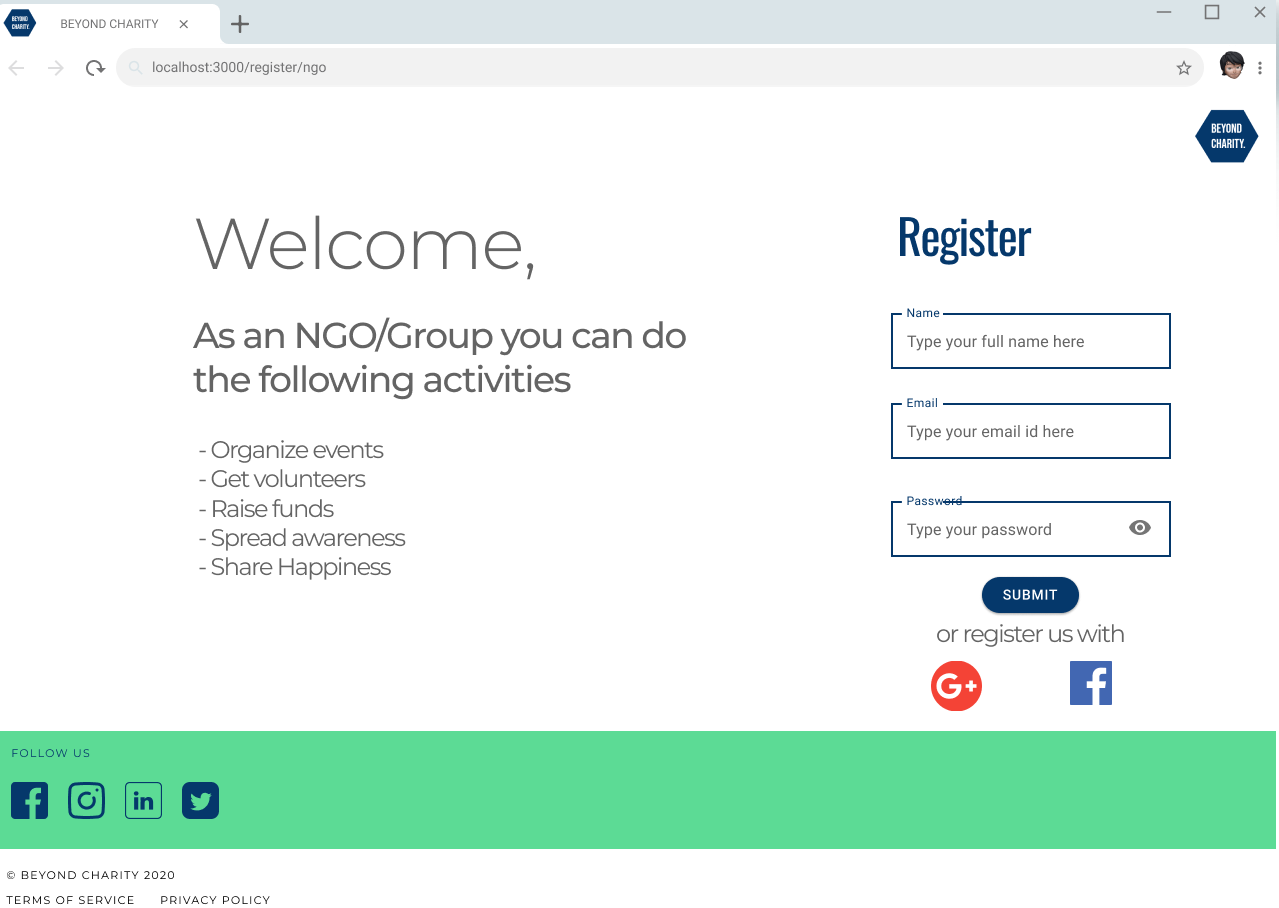 BEYOND
CHARITY.
BEYOND CHARITY
localhost:3000/register/ngo
BEYOND
CHARITY.
Welcome,
As an NGO/Group you can do
the following activities
- Organize events
- Get volunteers
- Raise funds
- Spread awareness
- Share Happiness
Register
Name
Type your full name here
Email
Type your email id here
Password
Type your password
SUBMIT
or register us with
G+
f
FOLLOW US
f
in
© BEYOND CHARITY 2020
TERMS OF SERVICE PRIVACY POLICY